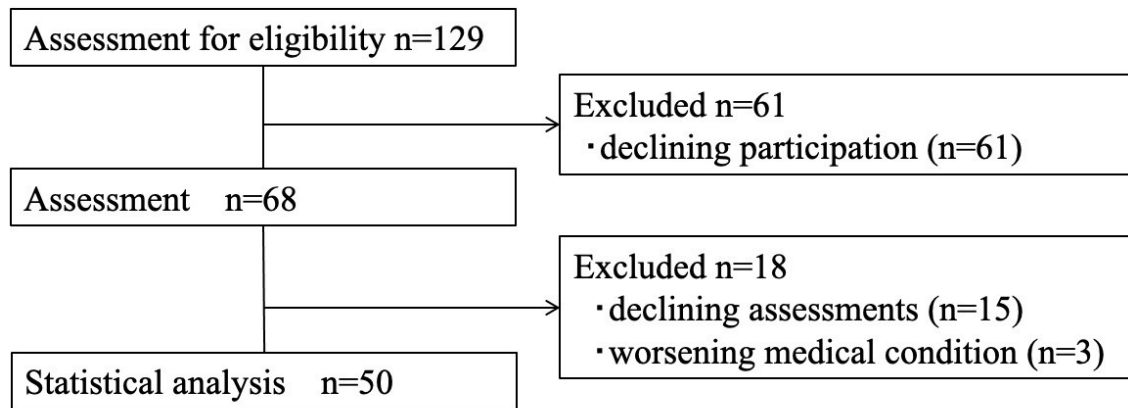 Assessment for eligibility n=129
Excluded n=61
・declining participation (n=61)
Assessment n=68
Excluded n=18
・declining assessments (n=15)
・worsening medical condition (n=3)
Statistical analysis n=50